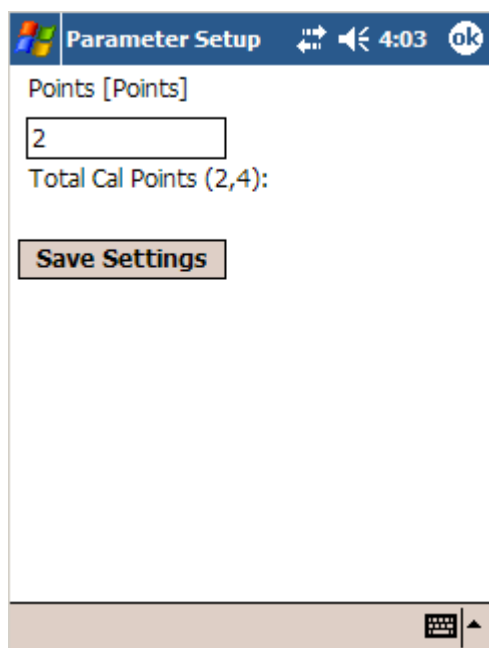 Parameter Setup 4:03 ok
Points [Points]
2
Total Cal Points (2,4):
Save Settings